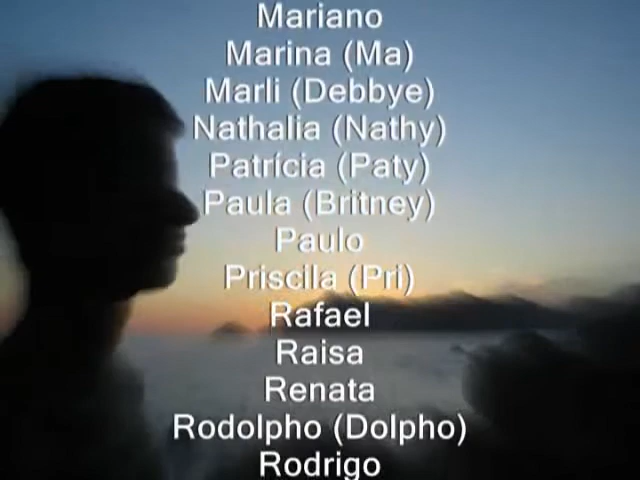 Mariano
Marina (Ma)
Marli (Debbye)
Nathalia (Nathy)
Patrícia (Paty)
Paula (Britney)
Paulo
Priscila (Pri)
Rafael
Raisa
Renata
Rodolpho (Dolpho)
Rodrigo